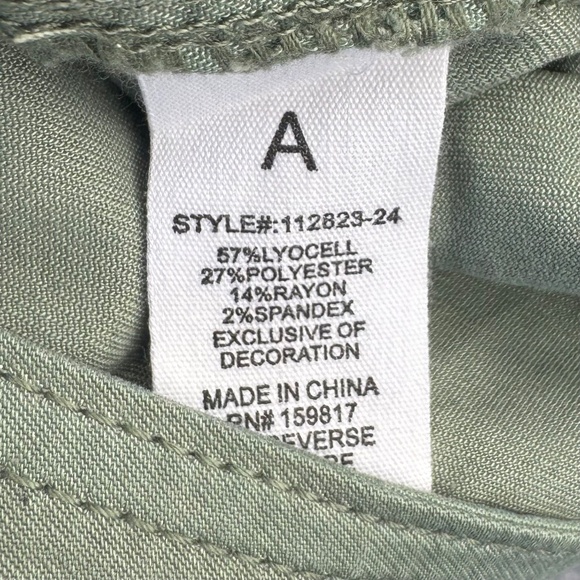 A
STYLE#:112823-24
57%LYOCELL
27%POLYESTER
14%RAYON
2%SPANDEX
EXCLUSIVE OF
DECORATION
MADE IN CHINA
RN# 159817
REVERSE